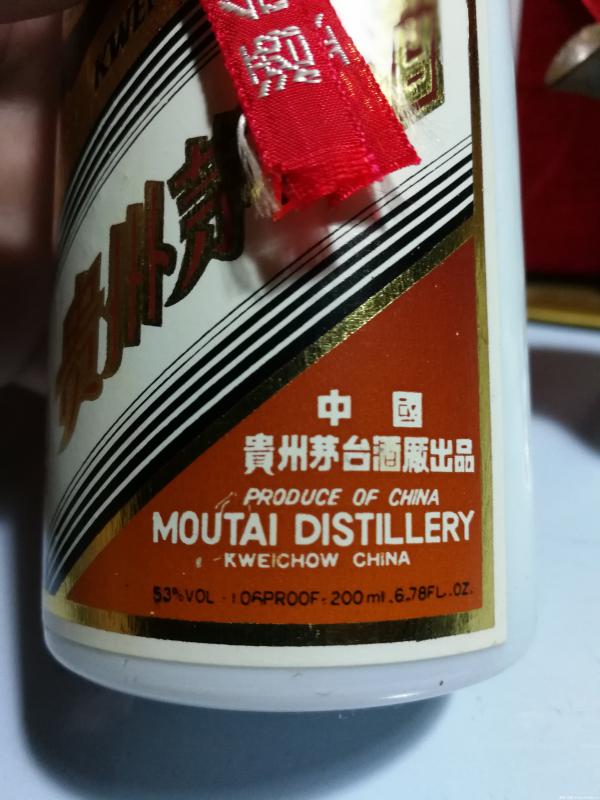 KWEI
貴州茅
中國
貴州茅台酒厰出品
PRODUCE OF CHINA
MOUTAI DISTILLERY
KWEICHOW CHINA
53%VOL 106PROOF 200ml 6.78FL.OZ.